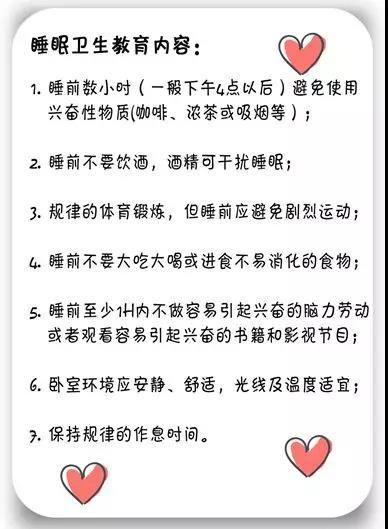 睡眠卫生教育内容：
1. 睡前数小时（一般下午4点以后）避免使用
兴奋性物质(咖啡、浓茶或吸烟等）；
2. 睡前不要饮酒，酒精可干扰睡眠；
3. 规律的体育锻炼，但睡前应避免剧烈运动；
4. 睡前不要大吃大喝或进食不易消化的食物；
5. 睡前至少1H内不做容易引起兴奋的脑力劳动
或者观看容易引起兴奋的书籍和影视节目；
6. 卧室环境应安静、舒适，光线及温度适宜；
7. 保持规律的作息时间。